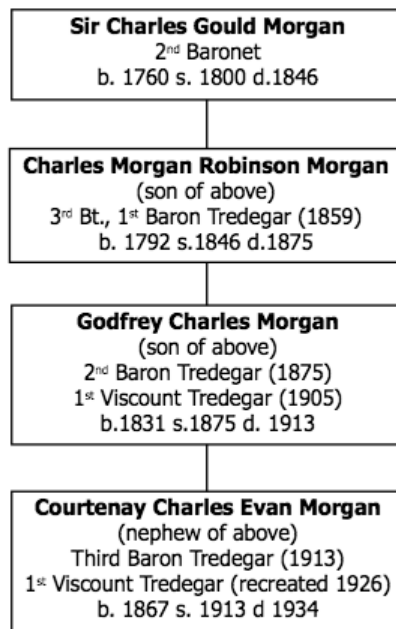 Sir Charles Gould Morgan
2nd Baronet
b. 1760 s. 1800 d.1846
Charles Morgan Robinson Morgan
(son of above)
3rd Bt., 1st Baron Tredegar (1859)
b. 1792 s.1846 d.1875
Godfrey Charles Morgan
(son of above)
2nd Baron Tredegar (1875)
1st Viscount Tredegar (1905)
b.1831 s.1875 d. 1913
Courtenay Charles Evan Morgan
(nephew of above)
Third Baron Tredegar (1913)
1st Viscount Tredegar (recreated 1926)
b. 1867 s. 1913 d 1934